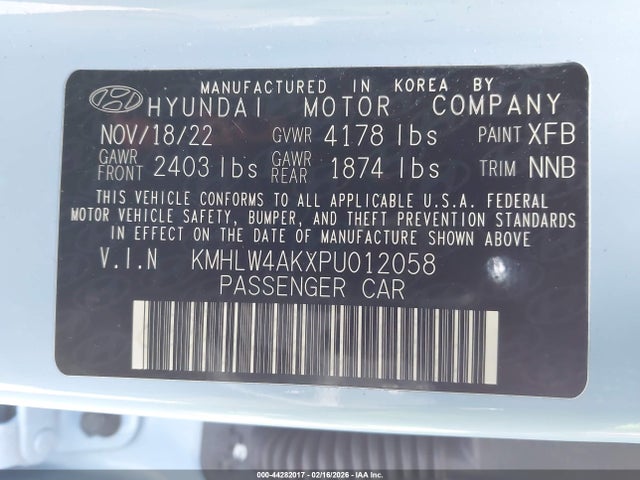 MANUFACTURED IN KOREA BY
HYUNDAI MOTOR COMPANY
NOV/18/22 GVWR 4178 lbs PAINT XFB
GAWR FRONT 2403 lbs GAWR REAR 1874 lbs TRIM NNB
THIS VEHICLE CONFORMS TO ALL APPLICABLE U.S.A. FEDERAL
MOTOR VEHICLE SAFETY, BUMPER, AND THEFT PREVENTION STANDARDS
IN EFFECT ON THE DATE OF MANUFACTURE SHOWN ABOVE.
V.I.N KMHLW4AKXPU012058
PASSENGER CAR
000-44282017 - 02/16/2026 - IAAI.COM